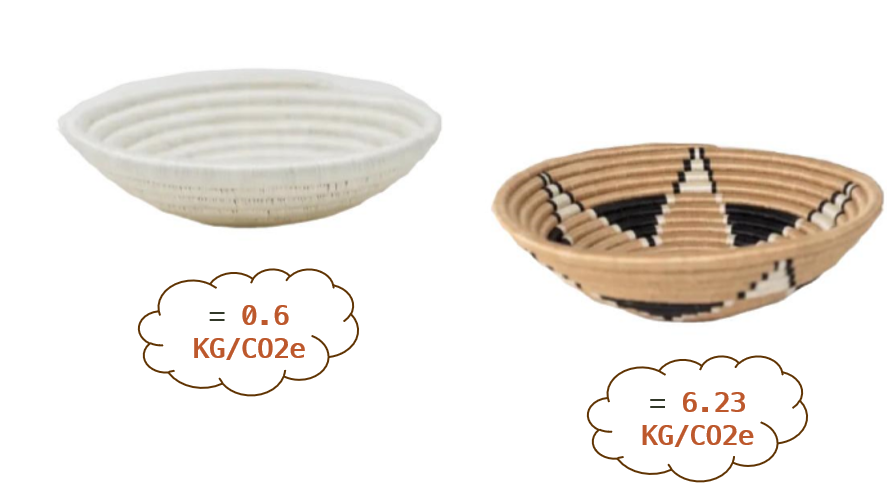 = 0.6
KG/CO2e
= 6.23
KG/CO2e